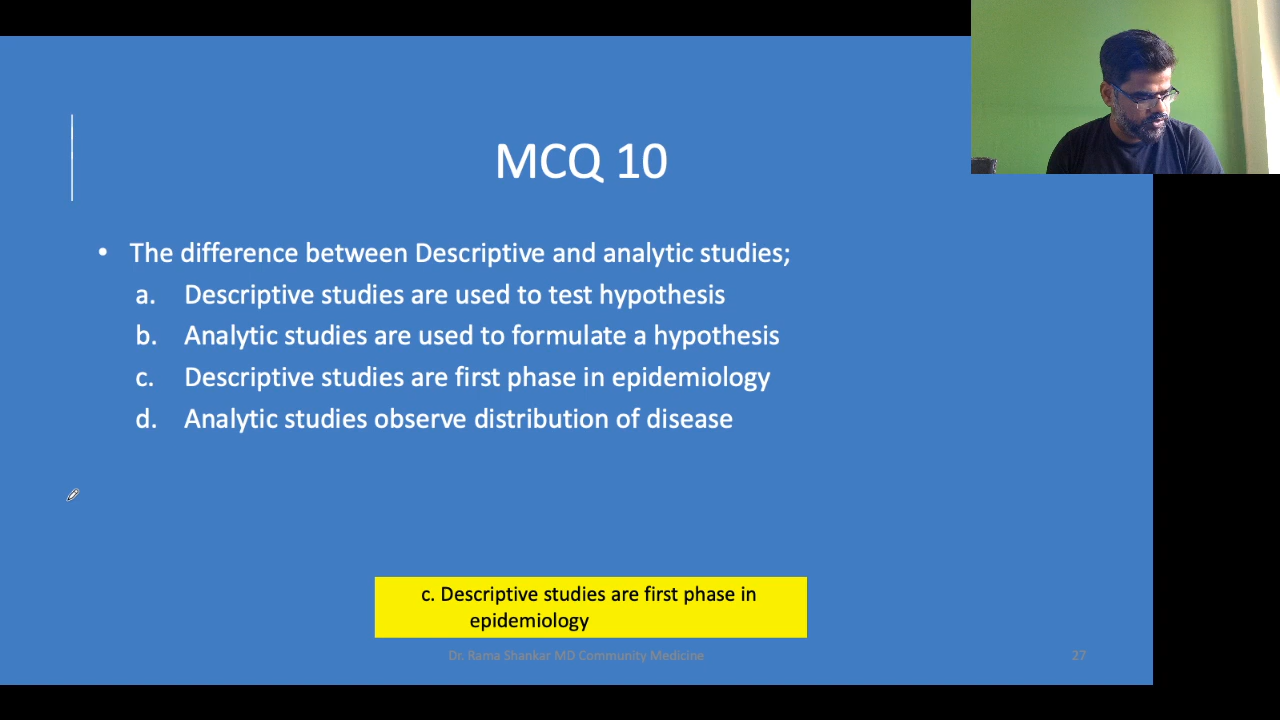 MCQ 10
• The difference between Descriptive and analytic studies;
a. Descriptive studies are used to test hypothesis
b. Analytic studies are used to formulate a hypothesis
c. Descriptive studies are first phase in epidemiology
d. Analytic studies observe distribution of disease
c. Descriptive studies are first phase in
epidemiology
Dr. Rama Shankar MD Community Medicine
27